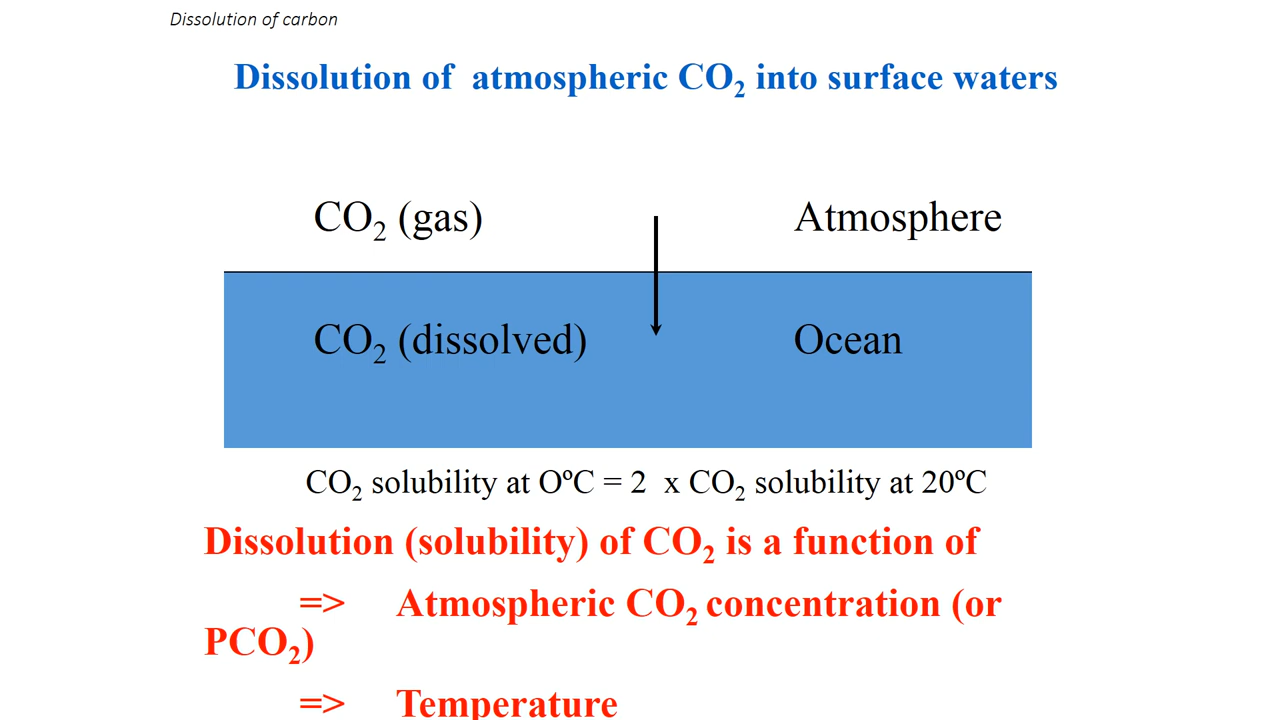 Dissolution of carbon
Dissolution of atmospheric CO₂ into surface waters
CO₂ (gas) Atmosphere
CO₂ (dissolved) Ocean
CO₂ solubility at OºC = 2 x CO₂ solubility at 20ºC
Dissolution (solubility) of CO₂ is a function of
=> Atmospheric CO₂ concentration (or
PCO₂)
=> Temperature